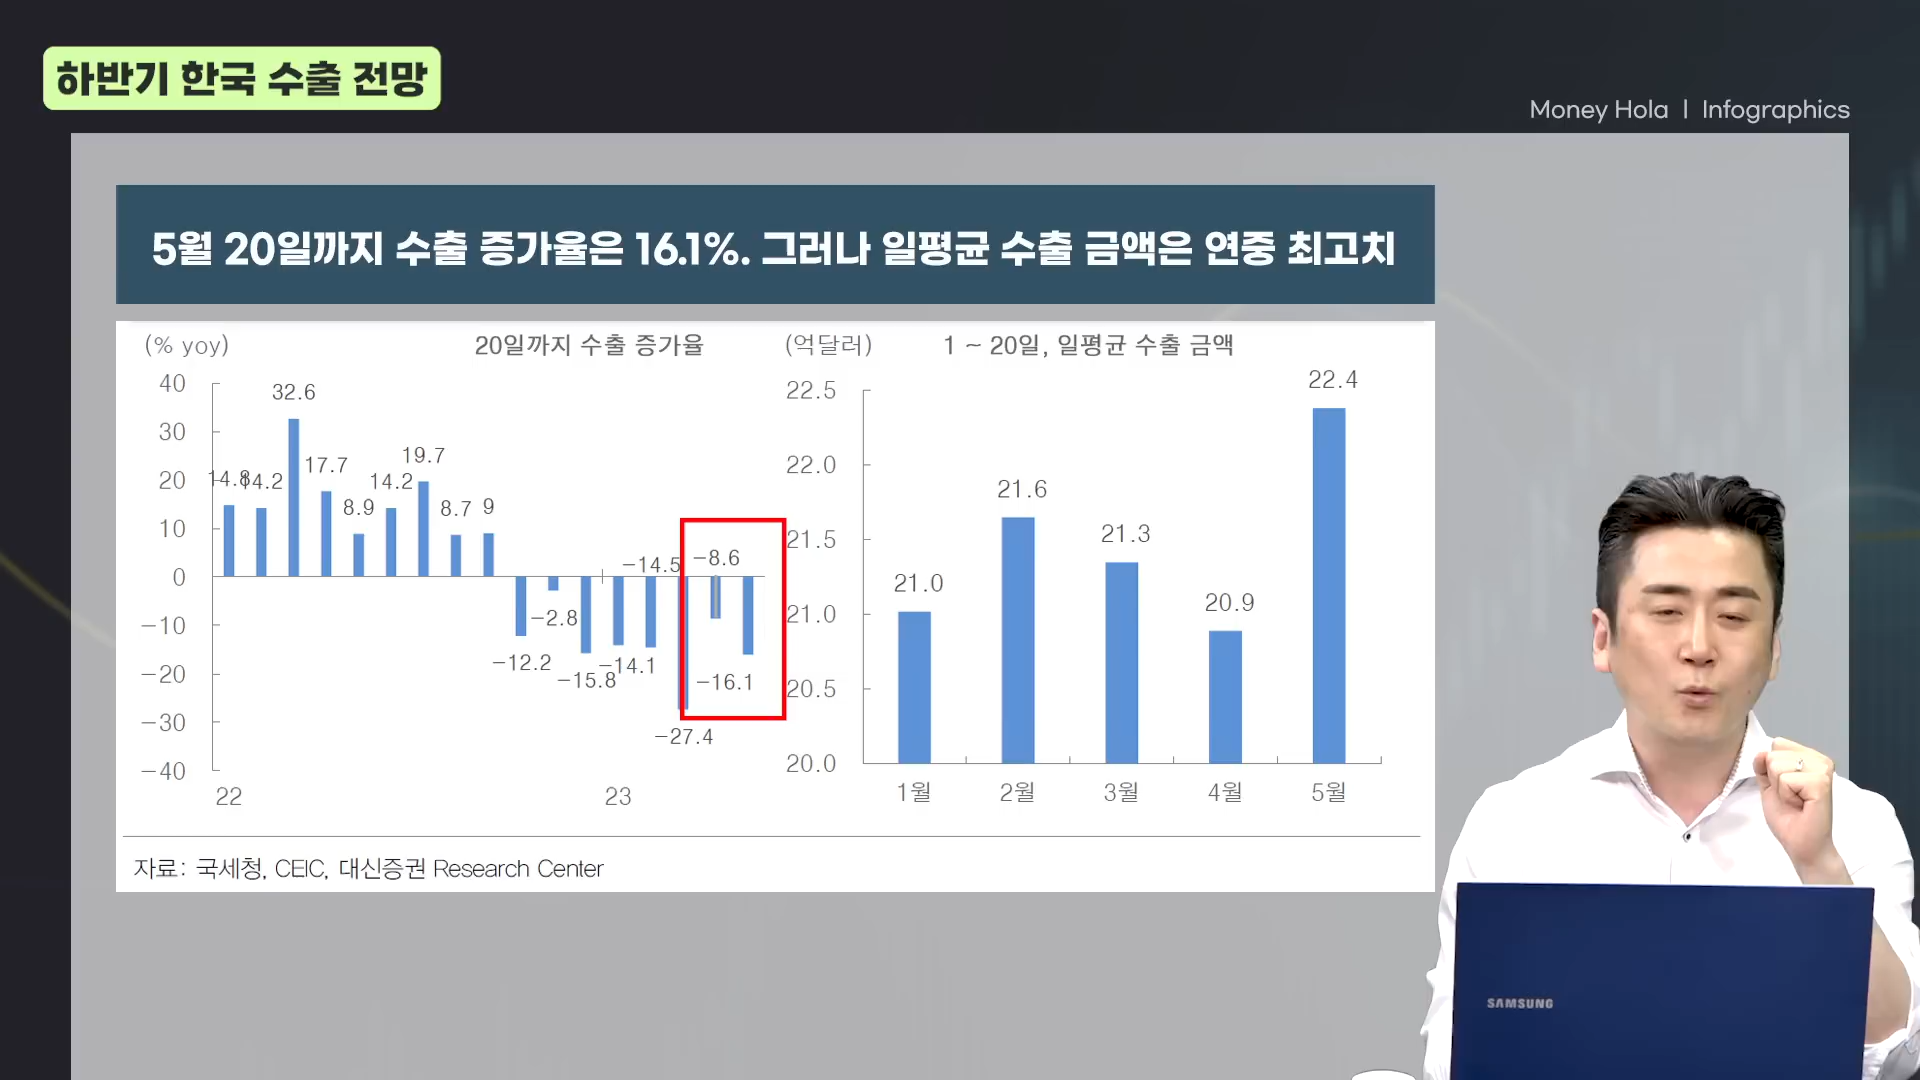 하반기 한국 수출 전망
Money Hola | Infographics
5월 20일까지 수출 증가율은 16.1%. 그러나 일평균 수출 금액은 연중 최고치
(% yoy)
20일까지 수출 증가율
40
30
20
10
0
−10
−20
−30
−40
14.8
14.2
32.6
17.7
8.9
14.2
19.7
8.7
9
−12.2
−2.8
−15.8
−14.1
−14.5
−27.4
−8.6
−16.1
22
23
(억달러)
1 ~ 20일, 일평균 수출 금액
22.5
22.0
21.5
21.0
20.5
20.0
21.0
21.6
21.3
20.9
22.4
1월
2월
3월
4월
5월
자료: 국세청, CEIC, 대신증권 Research Center
SAMSUNG